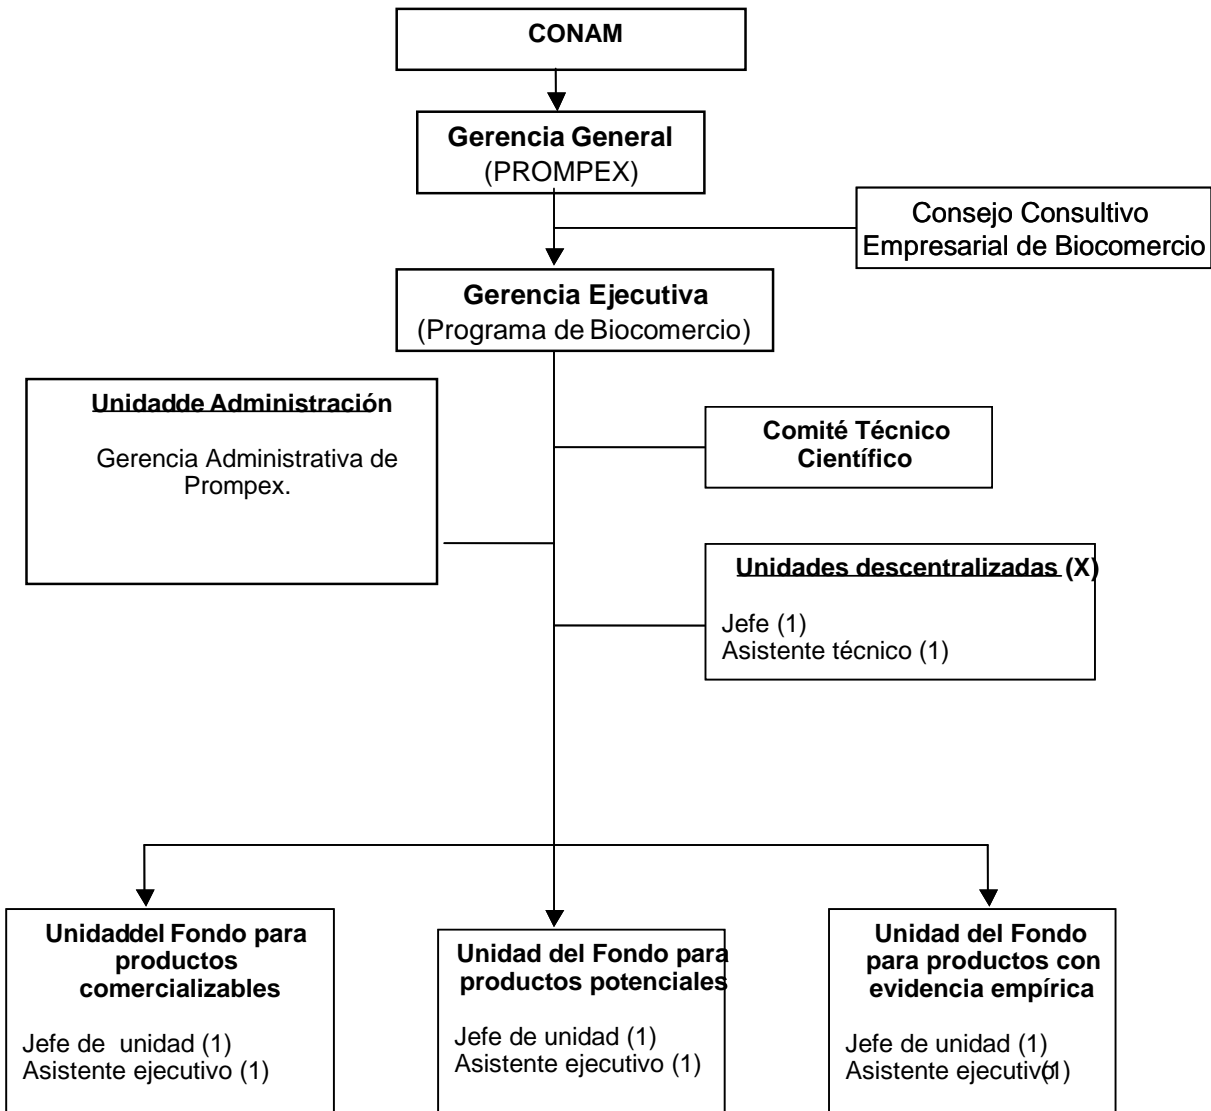 CONAM
Gerencia General
(PROMPEX)
Consejo Consultivo
Empresarial de Biocomercio
Gerencia Ejecutiva
(Programa de Biocomercio)
Unidadde Administración
Gerencia Administrativa de
Prompex.
Comité Técnico
Científico
Unidades descentralizadas (X)
Jefe (1)
Asistente técnico (1)
Unidaddel Fondo para
productos
comercializables
Jefe de unidad (1)
Asistente ejecutivo (1)
Unidad del Fondo para
productos potenciales
Jefe de unidad (1)
Asistente ejecutivo (1)
Unidad del Fondo
para productos con
evidencia empírica
Jefe de unidad (1)
Asistente ejecutivo(1)